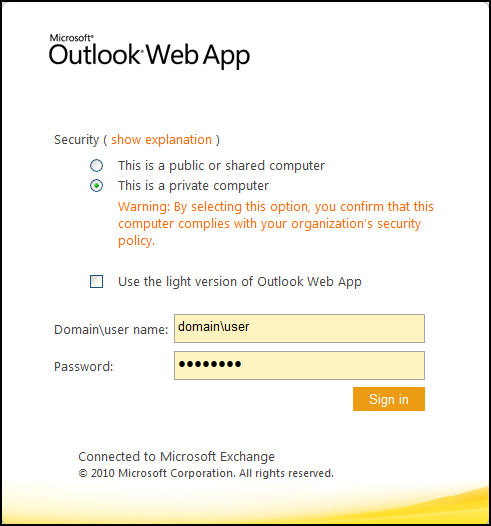 Microsoft®
Outlook® Web App
Security ( show explanation )
This is a public or shared computer
This is a private computer
Warning: By selecting this option, you confirm that this
computer complies with your organization's security
policy.
Use the light version of Outlook Web App
Domain\user name: domain\user
Password: ●●●●●●●●
Sign in
Connected to Microsoft Exchange
© 2010 Microsoft Corporation. All rights reserved.